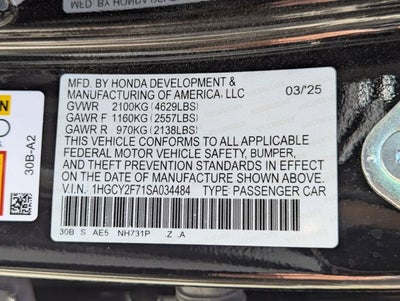 MFD. BY HONDA DEVELOPMENT &
MANUFACTURING OF AMERICA, LLC 03/'25
GVWR 2100KG (4629LBS)
GAWR F 1160KG (2557LBS)
GAWR R 970KG (2138LBS)
THIS VEHICLE CONFORMS TO ALL APPLICABLE
FEDERAL MOTOR VEHICLE SAFETY, BUMPER,
AND THEFT PREVENTION STANDARDS IN EFFECT
ON THE DATE OF MANUFACTURE SHOWN ABOVE.
V.I.N. 1HGCY2F71SA034484 TYPE: PASSENGER CAR
30B S AE5 NH731P Z .A
30B-A2